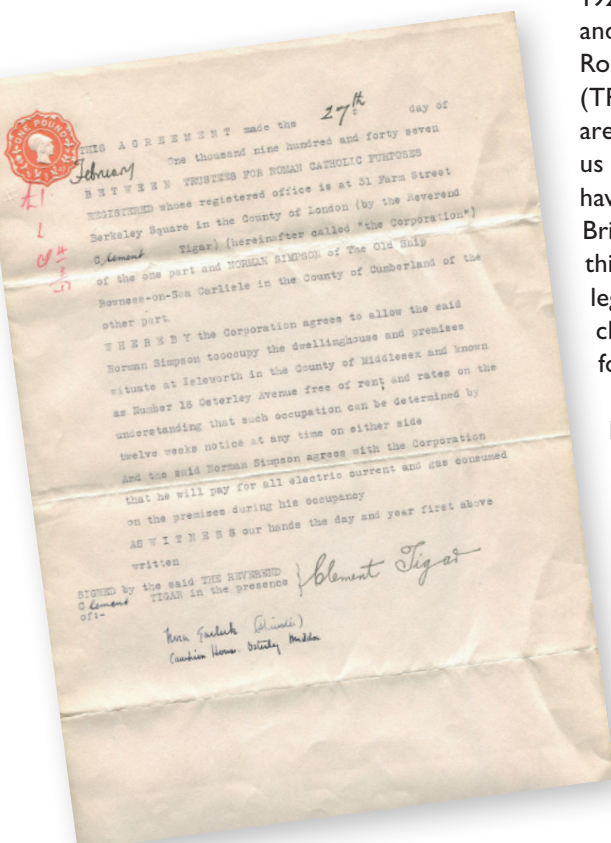 ONE POUND
THIS AGREEMENT made the 27th day of
February One thousand nine hundred and forty seven
BETWEEN TRUSTEES FOR ROMAN CATHOLIC PURPOSES
REGISTERED whose registered office is at 31 Farm Street
Berkeley Square in the County of London (by the Reverend
Clement Tigar) (hereinafter called "the Corporation")
of the one part and NORMAN SIMPSON of The Old Ship
Bowness-on-Sea Carlisle in the County of Cumberland of the
other part
WHEREBY the Corporation agrees to allow the said
Norman Simpson tooccupy the dwellinghouse and premises
situate at Isleworth in the County of Middlesex and known
as Number 18 Osterley Avenue free of rent and rates on the
understanding that such occupation can be determined by
twelve weeks notice at any time on either side
And the said Norman Simpson agrees with the Corporation
that he will pay for all electric current and gas consumed
on the premises during his occupancy
AS WITNESS our hands the day and year first above
written
SIGNED by the said THE REVEREND
Clement TIGAR in the presence
of:-
Clement Tigar
Campion House Osterley Middx
192
and
Ro
(TR
are
us
hav
Bri
thi
leg
cl
fo